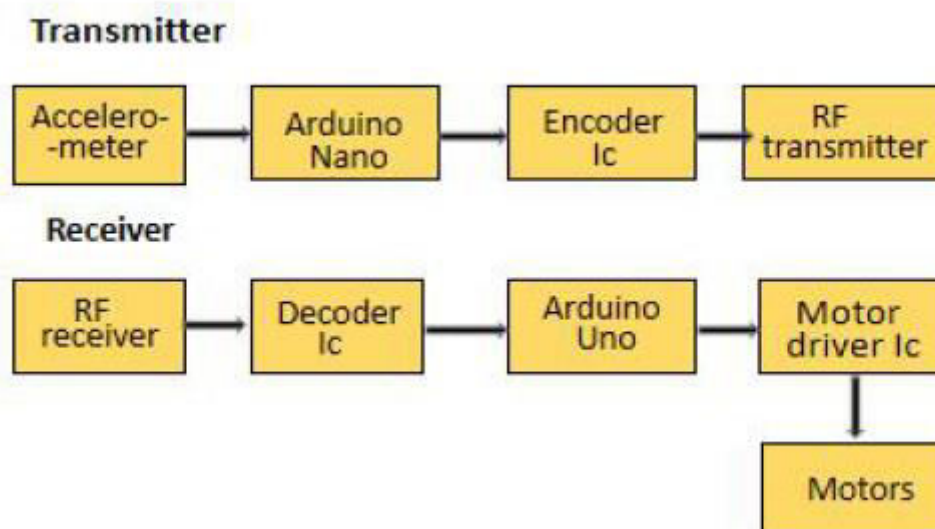 Transmitter
Accelero-
-meter
Arduino
Nano
Encoder
Ic
RF
transmitter
Receiver
RF
receiver
Decoder
Ic
Arduino
Uno
Motor
driver Ic
Motors